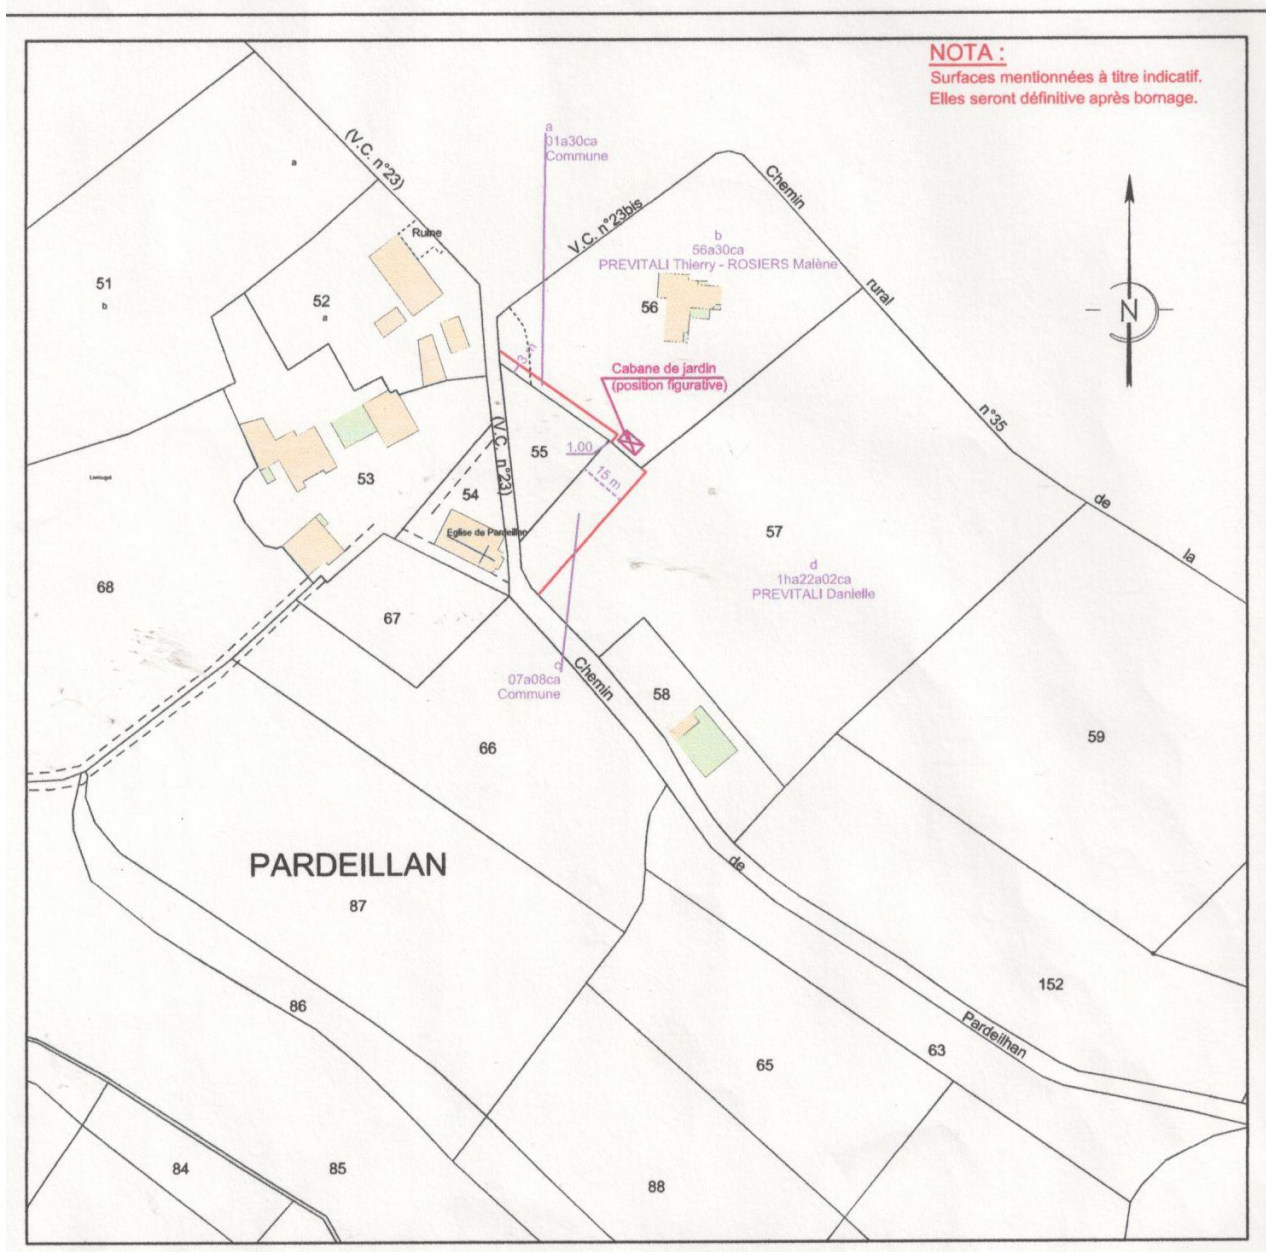 NOTA :
Surfaces mentionnées à titre indicatif.
Elles seront définitive après bornage.
(V.C. n°23)
a
a
01a30ca
Commune
Chemin
V.C. n°23bis
Ruine
b
56a30ca
PREVITALI Thierry - ROSIERS Malène
51
b
52
a
56
rural
N
3 m
Cabane de jardin
(position figurative)
n°35
(V.C. n°23)
55
1.00
15 m
53
54
Eglise de Pardeillan
57
de
la
d
1ha22a02ca
PREVITALI Danielle
68
67
c
07a08ca
Commune
Chemin
58
66
59
PARDEILLAN
87
de
86
152
Pardeilhan
63
65
84
85
88